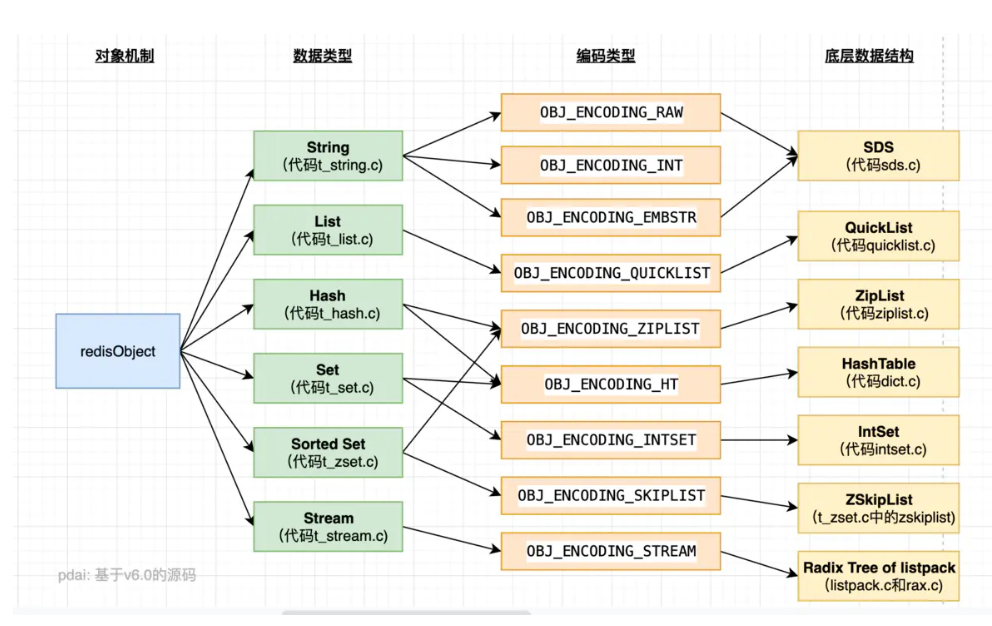 对象机制
数据类型
编码类型
底层数据结构
redisObject
String
(代码t_string.c)
List
(代码t_list.c)
Hash
(代码t_hash.c)
Set
(代码t_set.c)
Sorted Set
(代码t_zset.c)
Stream
(代码t_stream.c)
OBJ_ENCODING_RAW
OBJ_ENCODING_INT
OBJ_ENCODING_EMBSTR
OBJ_ENCODING_QUICKLIST
OBJ_ENCODING_ZIPLIST
OBJ_ENCODING_HT
OBJ_ENCODING_INTSET
OBJ_ENCODING_SKIPLIST
OBJ_ENCODING_STREAM
SDS
(代码sds.c)
QuickList
(代码quicklist.c)
ZipList
(代码ziplist.c)
HashTable
(代码dict.c)
IntSet
(代码intset.c)
ZSkipList
(t_zset.c中的zskiplist)
Radix Tree of listpack
(listpack.c和rax.c)
pdai: 基于v6.0的源码